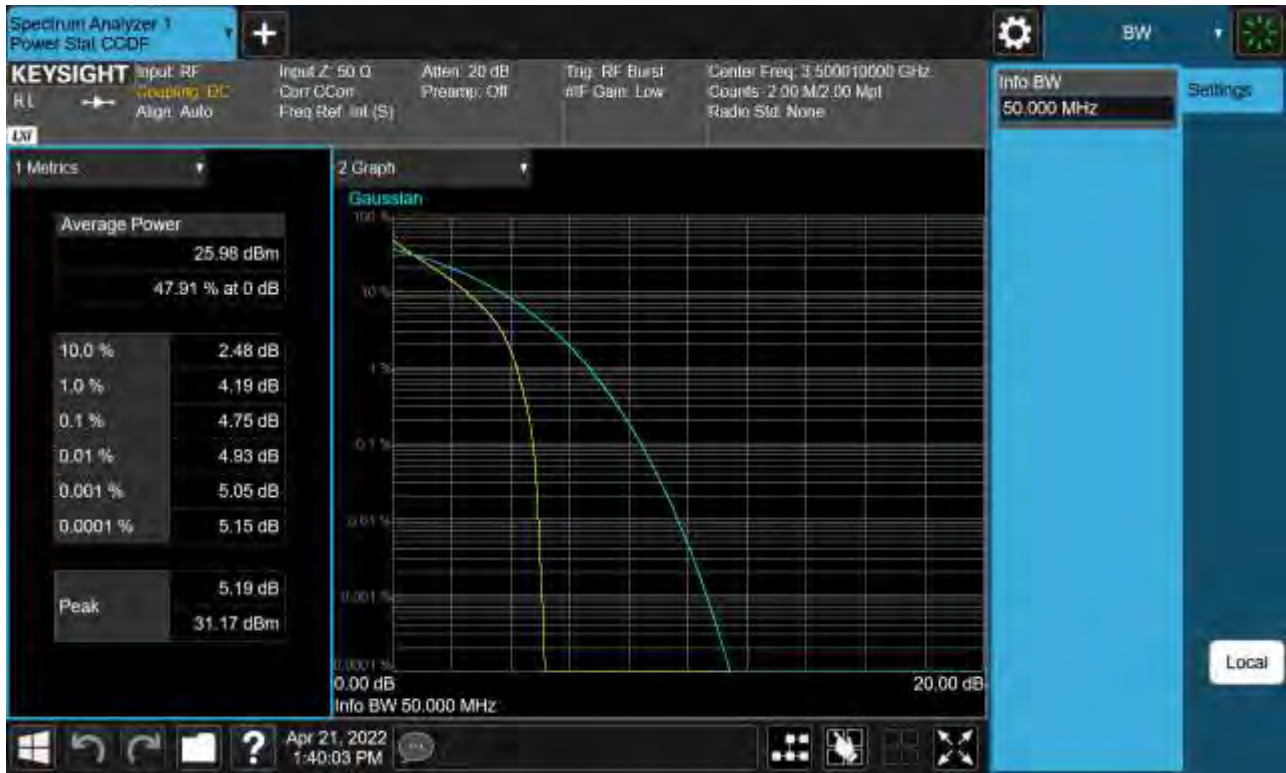 Spectrum Analyzer 1
Power Stat CCDF
+
BW
KEYSIGHT
RL
Input: RF
Coupling: DC
Align: Auto
Input Z: 50 Ω
Corr CCorr
Freq Ref: Int (S)
Atten: 20 dB
Preamp: Off
Trig: RF Burst
#IF Gain: Low
Center Freq: 3.500010000 GHz
Counts: 2.00 M/2.00 Mpt
Radio Std: None
Info BW
50.000 MHz
Settings
1 Metrics
2 Graph
Average Power
25.98 dBm
47.91 % at 0 dB
10.0 % 2.48 dB
1.0 % 4.19 dB
0.1 % 4.75 dB
0.01 % 4.93 dB
0.001 % 5.05 dB
0.0001 % 5.15 dB
Peak
5.19 dB
31.17 dBm
Gaussian
100 %
10 %
1 %
0.1 %
0.01 %
0.001 %
0.0001 %
0.00 dB
20.00 dB
Info BW 50.000 MHz
Local
?
Apr 21, 2022
1:40:03 PM